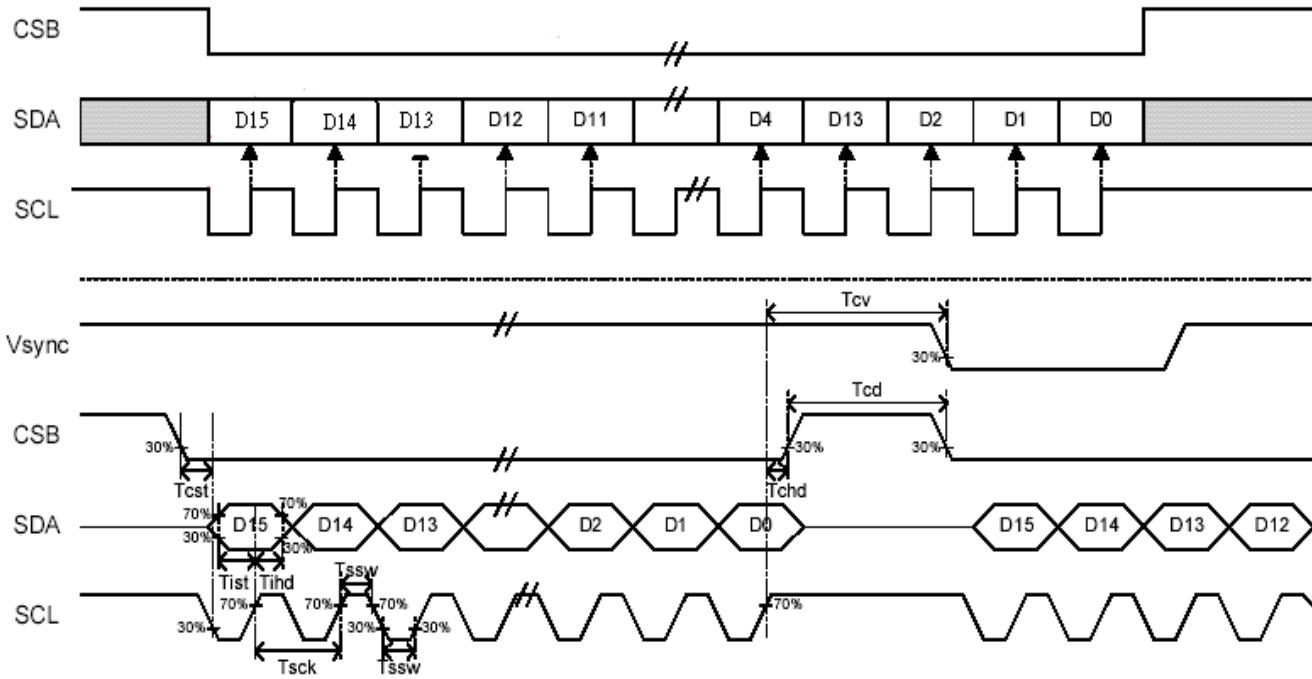 CSB
SDA D15 D14 D13 D12 D11 D4 D13 D2 D1 D0
SCL
Tcv
Vsync
30%
Tcd
CSB
30% 30% 30%
Tcst Tchd
70% 70%
SDA D15 D14 D13 D2 D1 D0 D15 D14 D13 D12
30% 30%
Tist Tihd Tssw
SCL 70% 70% 70% 70%
30% 30% 30%
Tsck Tssw